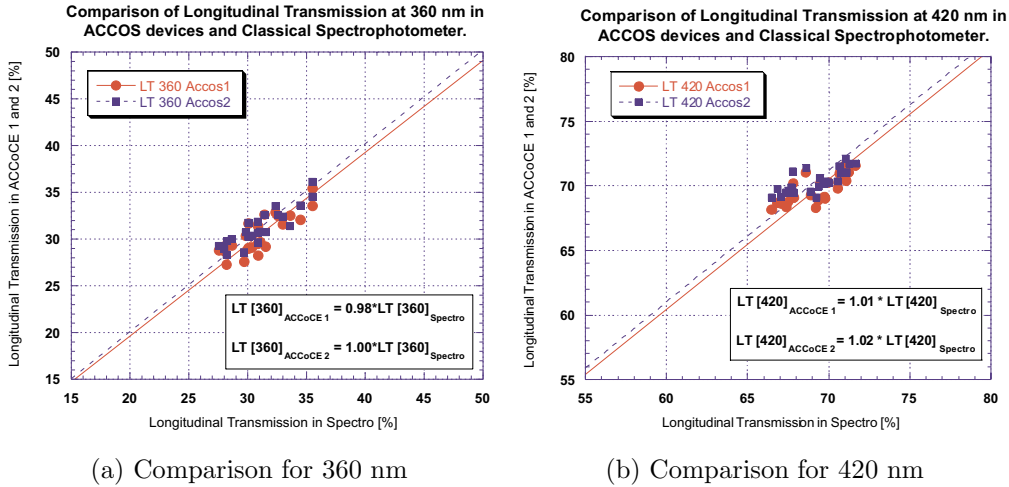 Comparison of Longitudinal Transmission at 360 nm in
ACCOS devices and Classical Spectrophotometer.
Longitudinal Transmission in ACCoCE 1 and 2 [%]
50
45
40
35
30
25
20
15
LT 360 Accos1
LT 360 Accos2
LT [360]ACCoCE 1 = 0.98*LT [360]Spectro
LT [360]ACCoCE 2 = 1.00*LT [360]Spectro
15 20 25 30 35 40 45 50
Longitudinal Transmission in Spectro [%]
(a) Comparison for 360 nm
Comparison of Longitudinal Transmission at 420 nm in
ACCOS devices and Classical Spectrophotometer.
Longitudinal Transmission in ACCoCE 1 and 2 [%]
80
75
70
65
60
55
LT 420 Accos1
LT 420 Accos2
LT [420]ACCoCE 1 = 1.01 * LT [420]Spectro
LT [420]ACCoCE 2 = 1.02 * LT [420]Spectro
55 60 65 70 75 80
Longitudinal Transmission in Spectro [%]
(b) Comparison for 420 nm